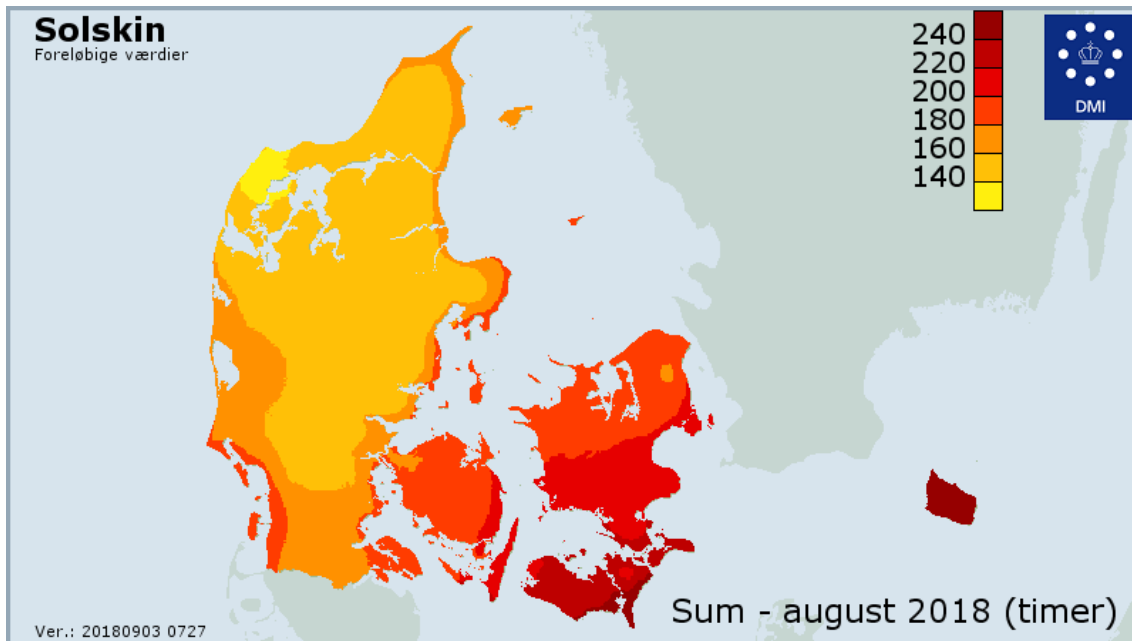 Solskin
Foreløbige værdier
240
220
200
180
160
140
DMI
Sum - august 2018 (timer)
Ver.: 20180903 0727